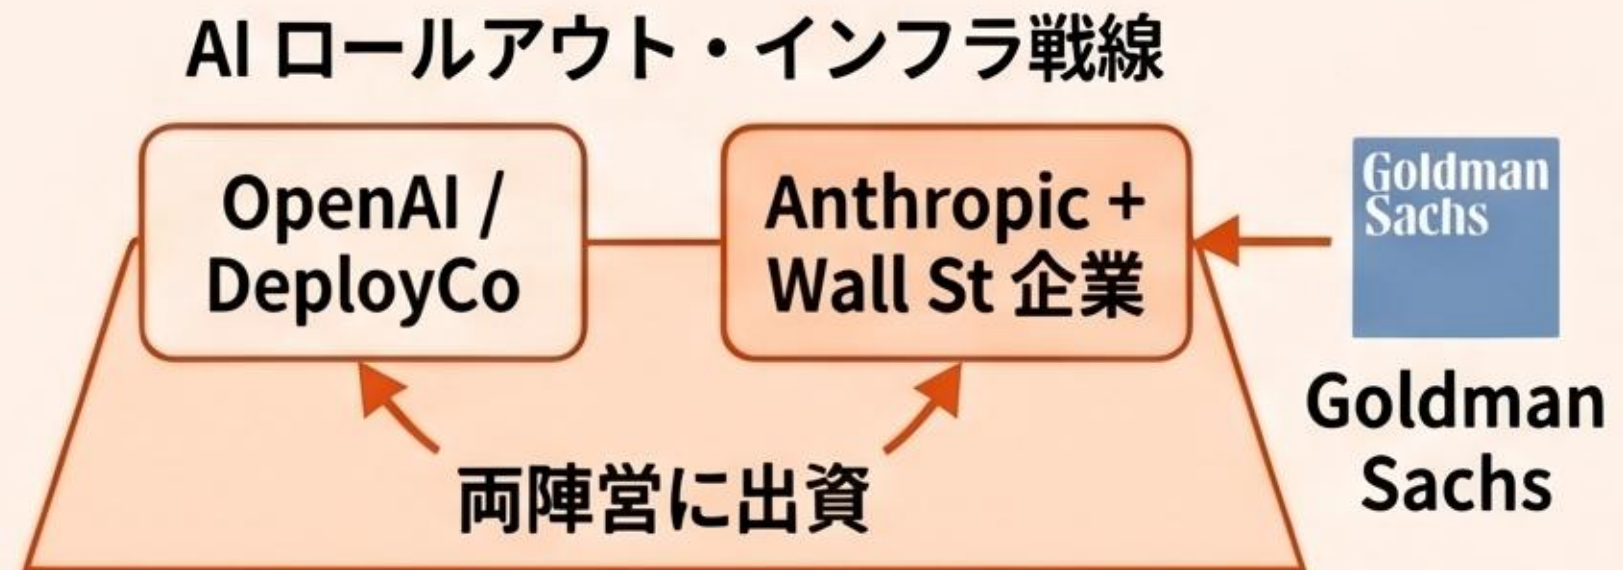 AI ロールアウト・インフラ戦線
OpenAI /
DeployCo
Anthropic +
Wall St 企業
Goldman
Sachs
Goldman
Sachs
両陣営に出資